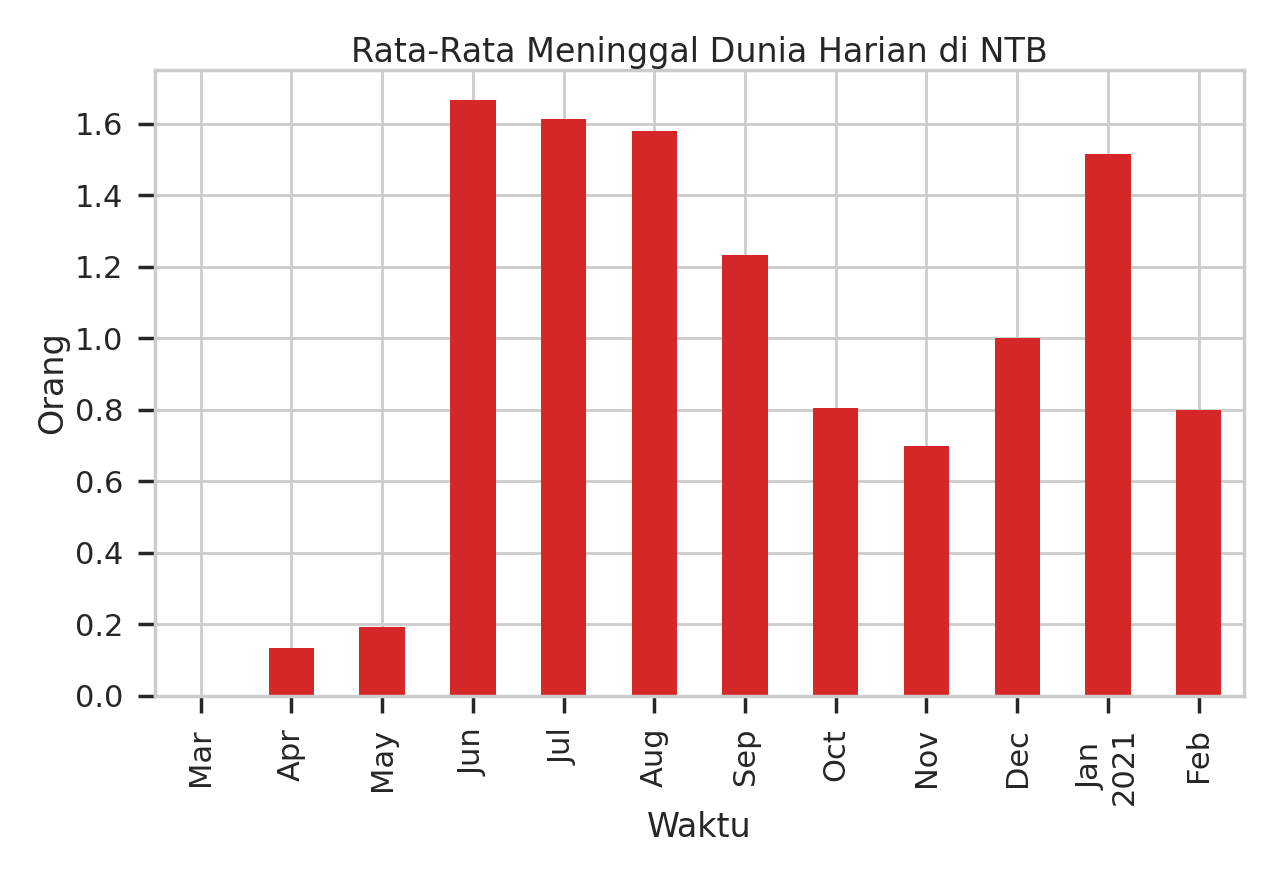 Rata-Rata Meninggal Dunia Harian di NTB
Orang
1.6
1.4
1.2
1.0
0.8
0.6
0.4
0.2
0.0
Mar
Apr
May
Jun
Jul
Aug
Sep
Oct
Nov
Dec
Jan
2021
Feb
Waktu